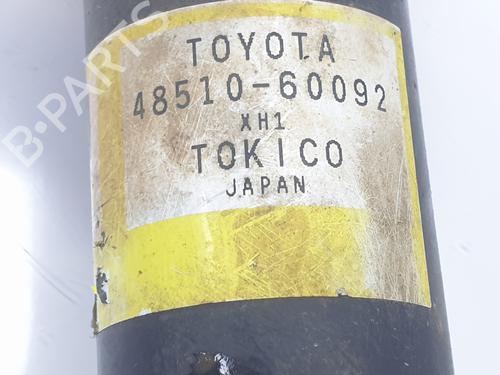 B-PARTS
TOYOTA
48510-60092
XH1
TOKICO
JAPAN